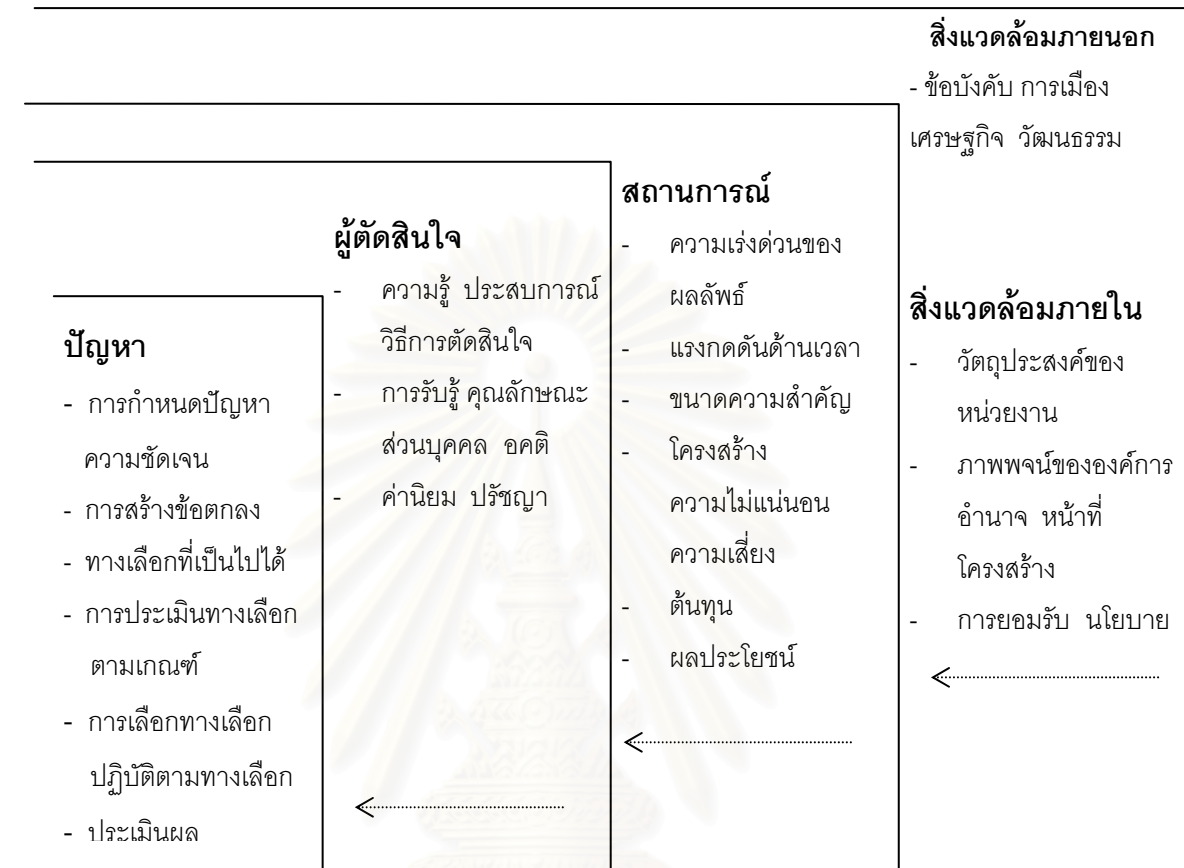 ปัญหา
- การกำหนดปัญหา
ความชัดเจน
- การสร้างข้อตกลง
- ทางเลือกที่เป็นไปได้
- การประเมินทางเลือก
ตามเกณฑ์
- การเลือกทางเลือก
ปฏิบัติตามทางเลือก
- ประเมินผล
ผู้ตัดสินใจ
- ความรู้ ประสบการณ์
วิธีการตัดสินใจ
- การรับรู้ คุณลักษณะ
ส่วนบุคคล อคติ
- ค่านิยม ปรัชญา
สถานการณ์
- ความเร่งด่วนของ
ผลลัพธ์
- แรงกดดันด้านเวลา
- ขนาดความสำคัญ
- โครงสร้าง
ความไม่แน่นอน
ความเสี่ยง
- ต้นทุน
- ผลประโยชน์
สิ่งแวดล้อมภายนอก
- ข้อบังคับ การเมือง
เศรษฐกิจ วัฒนธรรม
สิ่งแวดล้อมภายใน
- วัตถุประสงค์ของ
หน่วยงาน
- ภาพพจน์ขององค์การ
อำนาจ หน้าที่
โครงสร้าง
- การยอมรับ นโยบาย